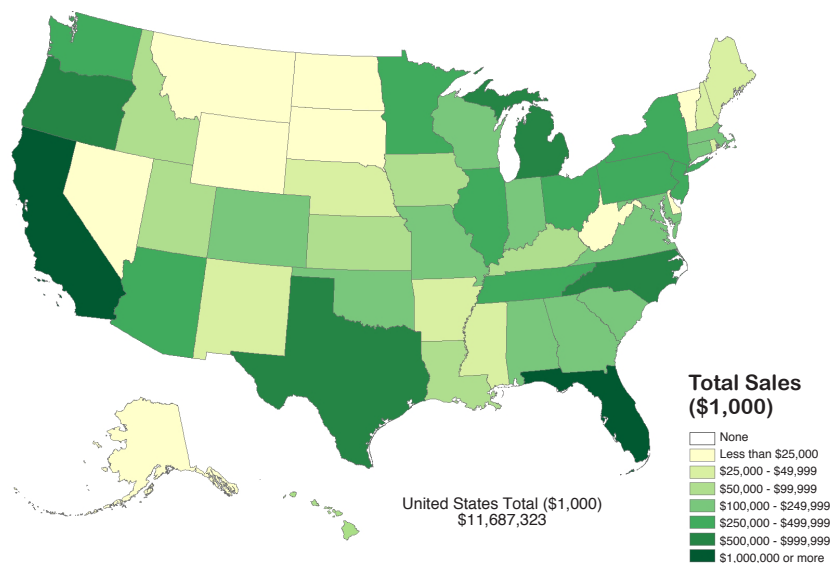 United States Total ($1,000)
$11,687,323
Total Sales
($1,000)
None
Less than $25,000
$25,000 - $49,999
$50,000 - $99,999
$100,000 - $249,999
$250,000 - $499,999
$500,000 - $999,999
$1,000,000 or more